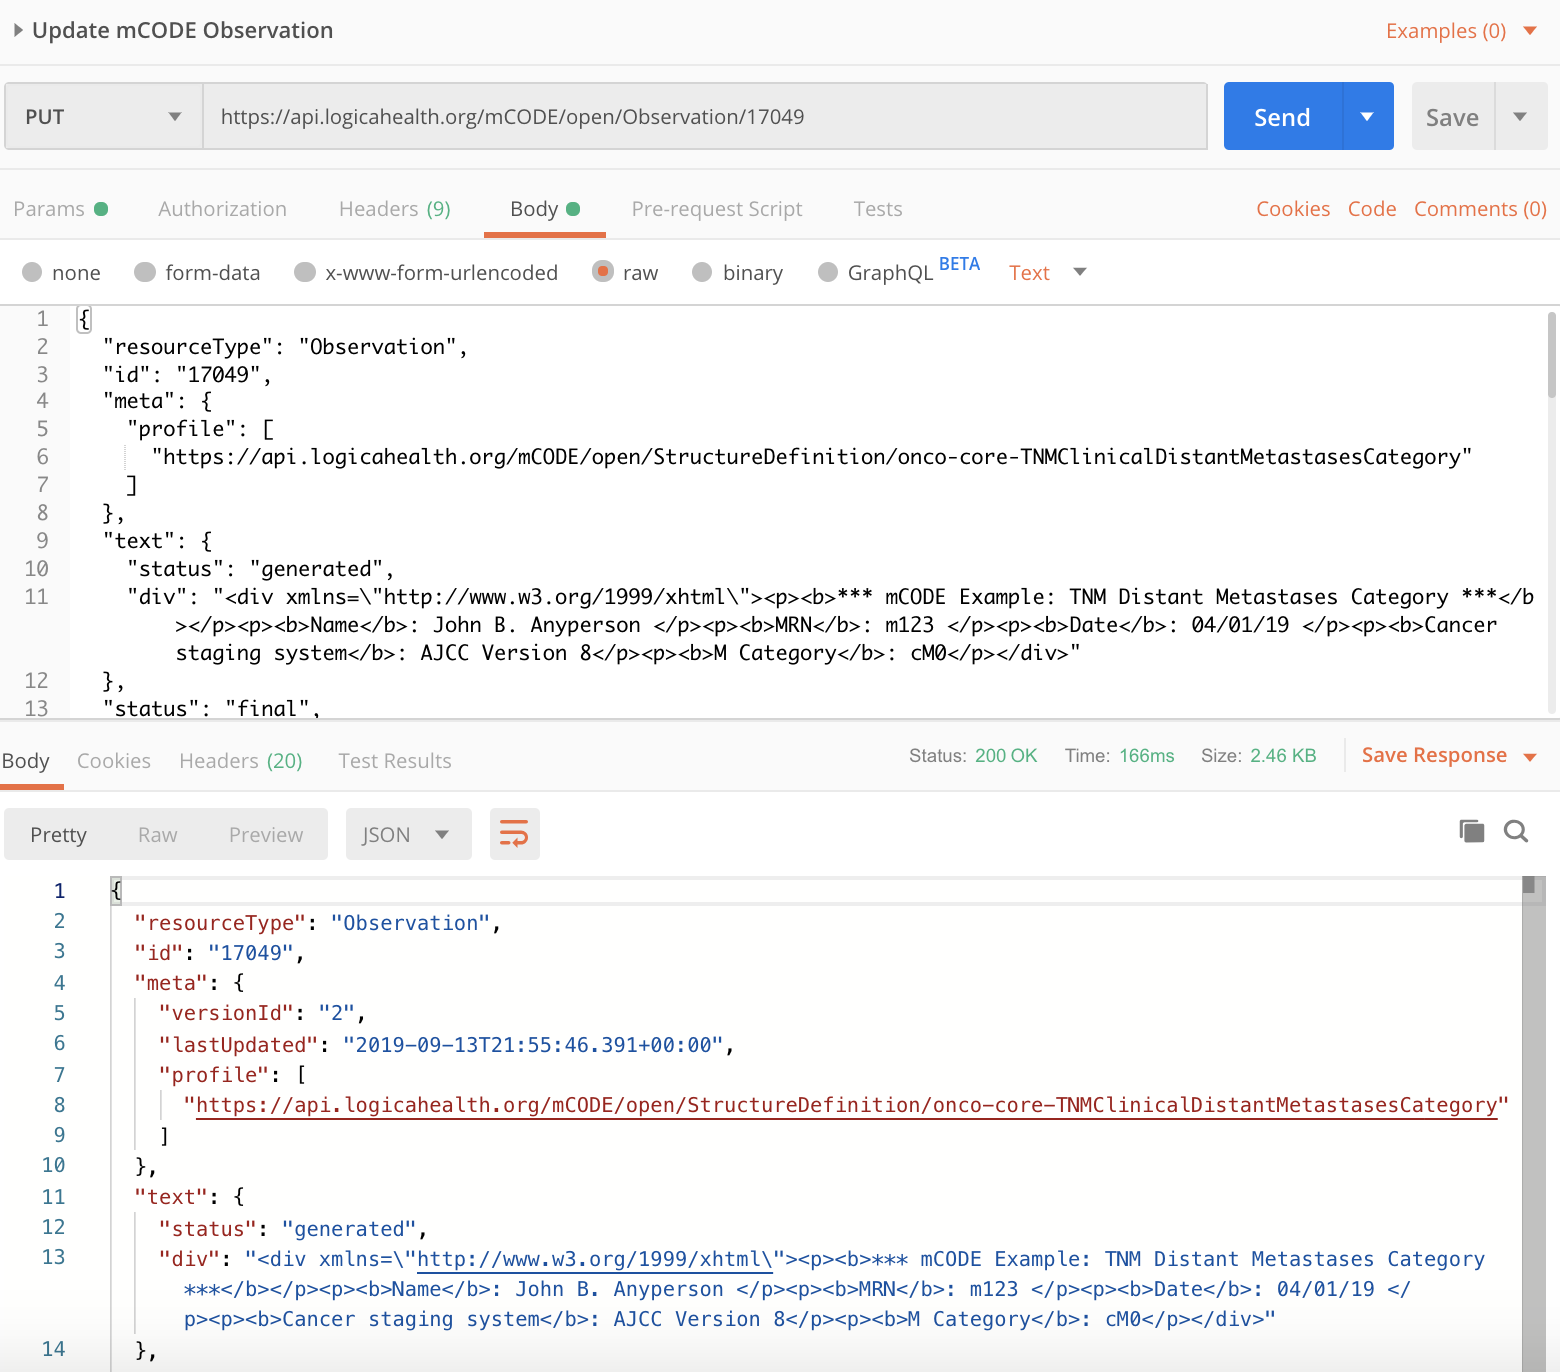 Update mCODE Observation
Examples (0)
PUT
https://api.logicahealth.org/mCODE/open/Observation/17049
Send
Save
Params
Authorization
Headers (9)
Body
Pre-request Script
Tests
Cookies
Code
Comments (0)
none
form-data
x-www-form-urlencoded
raw
binary
GraphQL BETA
Text
1 {
2 "resourceType": "Observation",
3 "id": "17049",
4 "meta": {
5 "profile": [
6 "https://api.logicahealth.org/mCODE/open/StructureDefinition/onco-core-TNMClinicalDistantMetastasesCategory"
7 ]
8 },
9 "text": {
10 "status": "generated",
11 "div": "<div xmlns=\"http://www.w3.org/1999/xhtml\"><p><b>*** mCODE Example: TNM Distant Metastases Category ***</b
></p><p><b>Name</b>: John B. Anyperson </p><p><b>MRN</b>: m123 </p><p><b>Date</b>: 04/01/19 </p><p><b>Cancer
staging system</b>: AJCC Version 8</p><p><b>M Category</b>: cM0</p></div>"
12 },
13 "status": "final",
Body
Cookies
Headers (20)
Test Results
Status: 200 OK
Time: 166ms
Size: 2.46 KB
Save Response
Pretty
Raw
Preview
JSON
1 {
2 "resourceType": "Observation",
3 "id": "17049",
4 "meta": {
5 "versionId": "2",
6 "lastUpdated": "2019-09-13T21:55:46.391+00:00",
7 "profile": [
8 "https://api.logicahealth.org/mCODE/open/StructureDefinition/onco-core-TNMClinicalDistantMetastasesCategory"
9 ]
10 },
11 "text": {
12 "status": "generated",
13 "div": "<div xmlns=\"http://www.w3.org/1999/xhtml\"><p><b>*** mCODE Example: TNM Distant Metastases Category
***</b></p><p><b>Name</b>: John B. Anyperson </p><p><b>MRN</b>: m123 </p><p><b>Date</b>: 04/01/19 </
p><p><b>Cancer staging system</b>: AJCC Version 8</p><p><b>M Category</b>: cM0</p></div>"
14 },